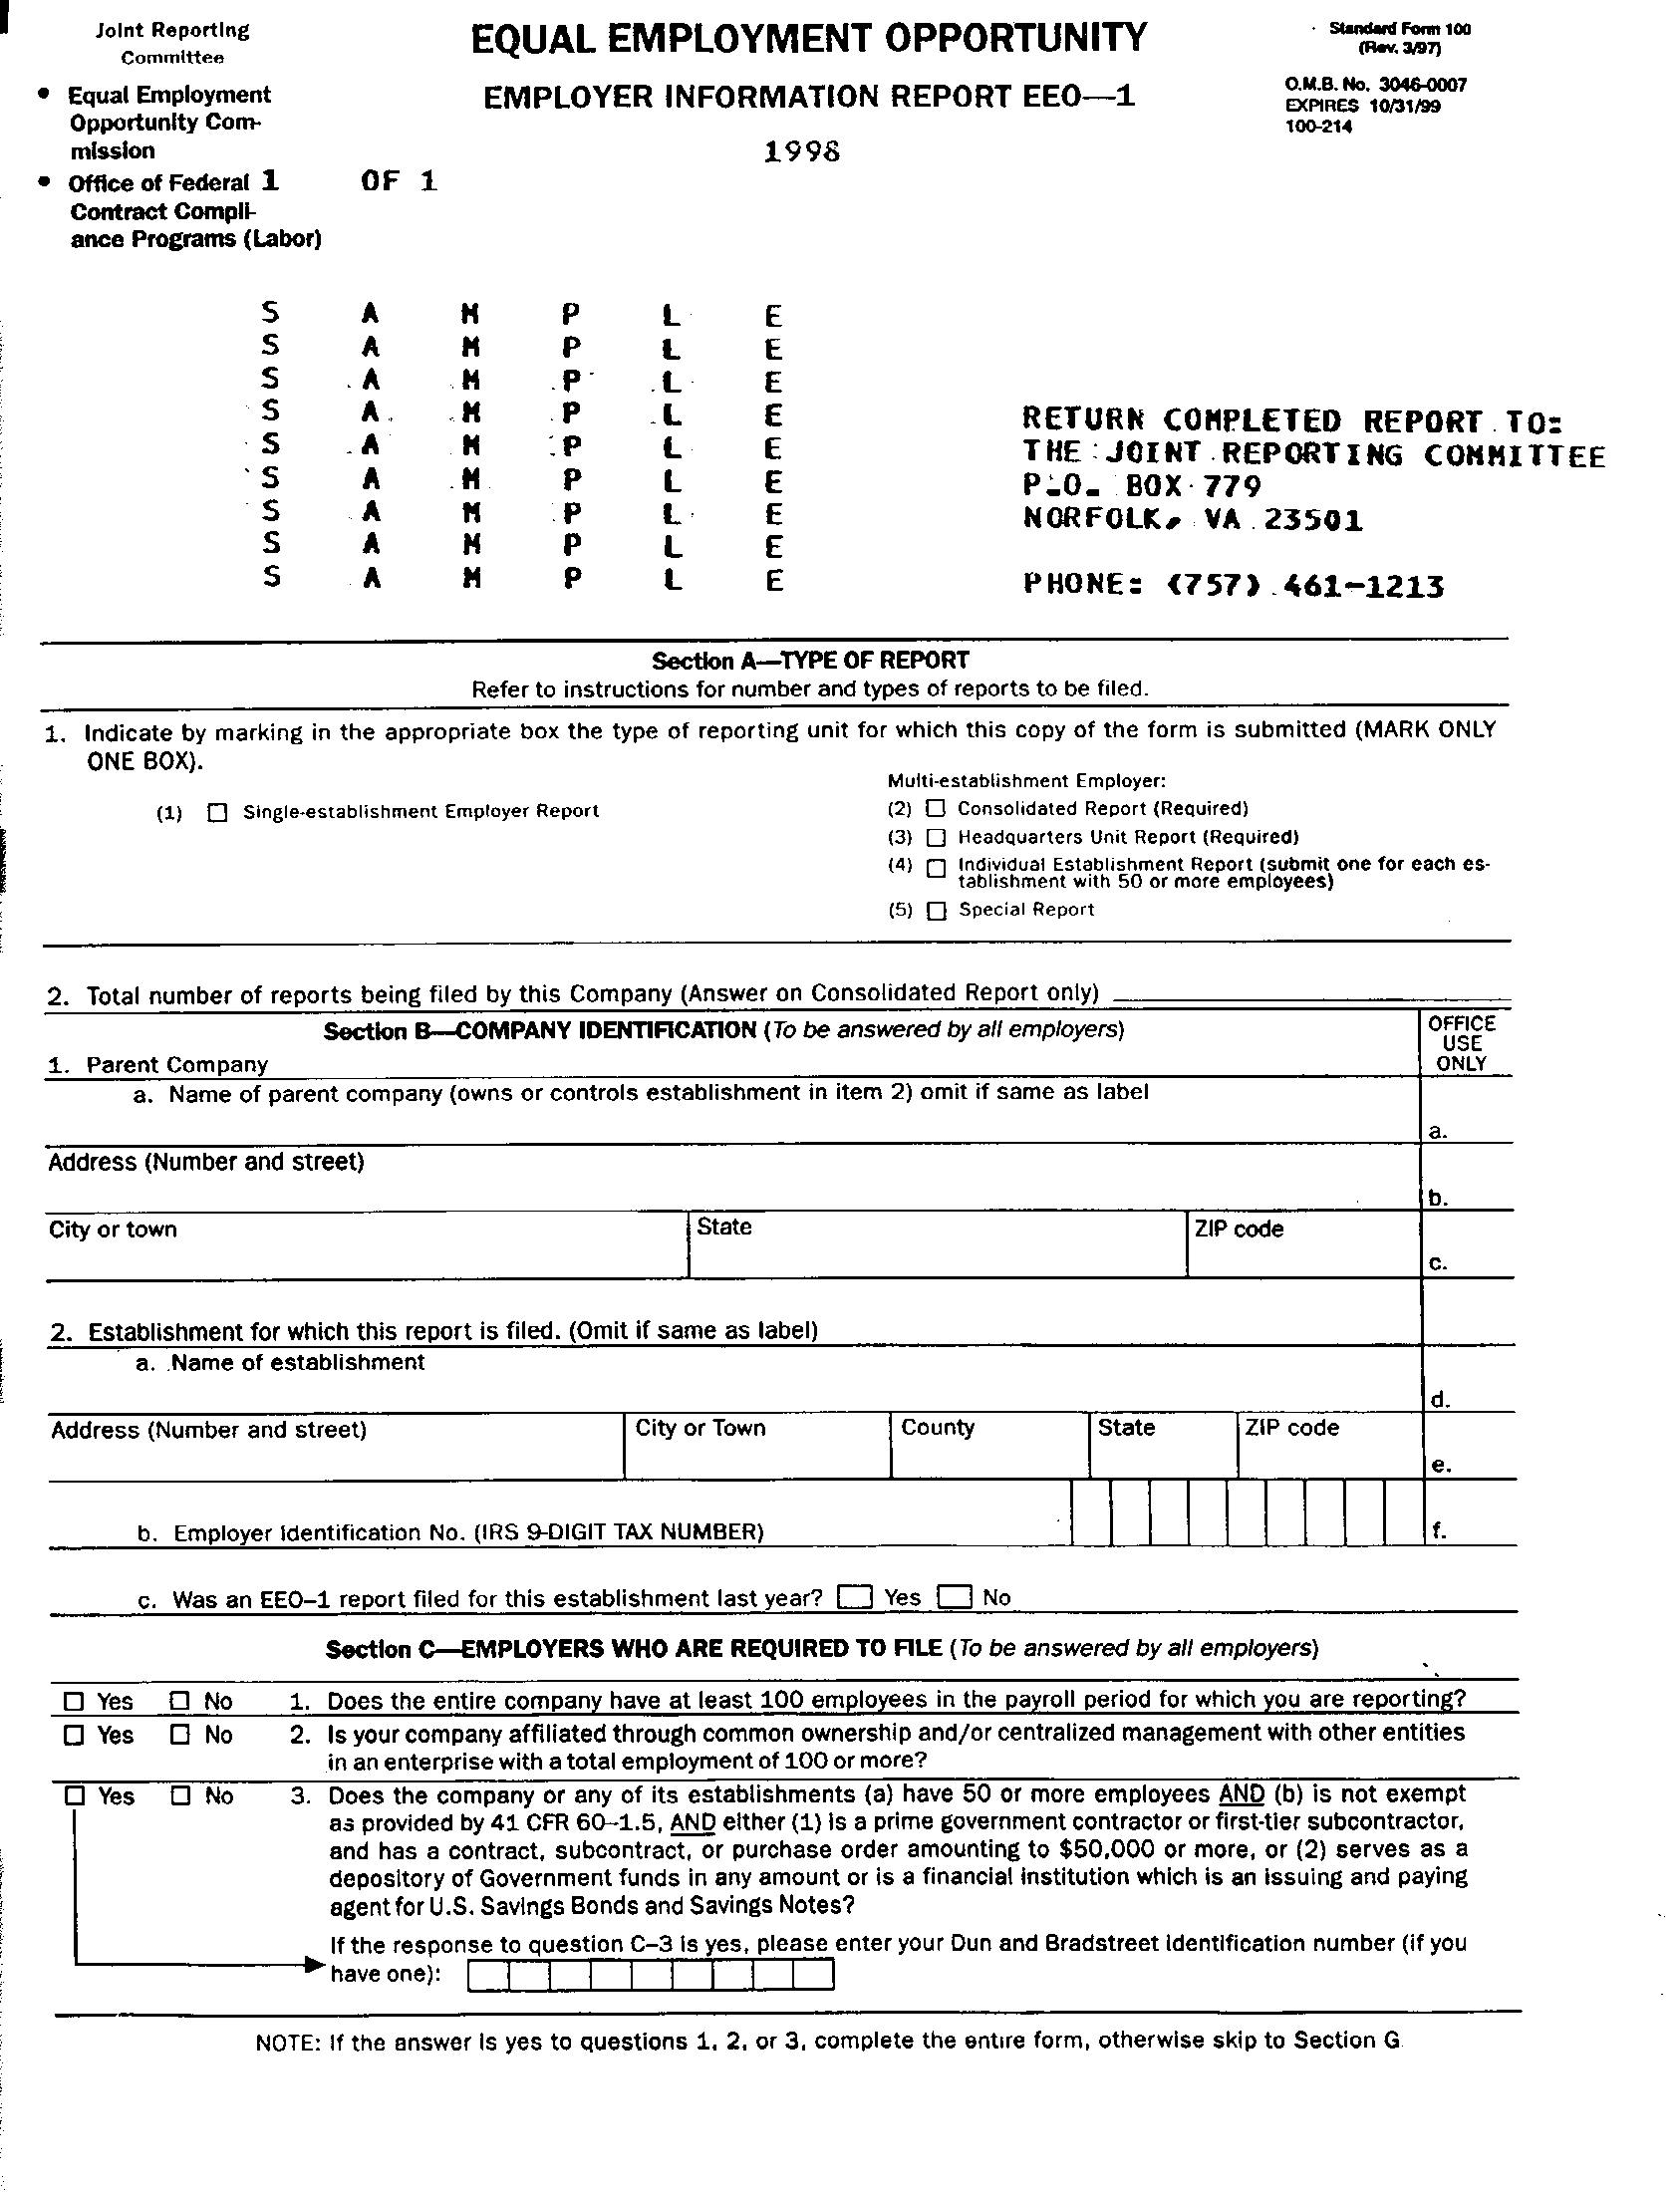 Joint Reporting
Committee
• Equal Employment
Opportunity Com-
mission
• Office of Federal 1 OF 1
Contract Compli-
ance Programs (Labor)
EQUAL EMPLOYMENT OPPORTUNITY
EMPLOYER INFORMATION REPORT EEO—1
1998
Standard Form 100
(Rev. 3/97)
O.M.B. No. 3046-0007
EXPIRES 10/31/99
100-214
S A M P L E
S A M P L E
S A M P L E
S A M P L E
S A M P L E
S A M P L E
S A M P L E
S A M P L E
S A M P L E
RETURN COMPLETED REPORT TO:
THE JOINT REPORTING COMMITTEE
P.O. BOX 779
NORFOLK, VA 23501
PHONE: (757) 461-1213
Section A—TYPE OF REPORT
Refer to instructions for number and types of reports to be filed.
1. Indicate by marking in the appropriate box the type of reporting unit for which this copy of the form is submitted (MARK ONLY
ONE BOX).
(1) ☐ Single-establishment Employer Report
Multi-establishment Employer:
(2) ☐ Consolidated Report (Required)
(3) ☐ Headquarters Unit Report (Required)
(4) ☐ Individual Establishment Report (submit one for each es-
tablishment with 50 or more employees)
(5) ☐ Special Report
2. Total number of reports being filed by this Company (Answer on Consolidated Report only)
Section B—COMPANY IDENTIFICATION (To be answered by all employers)
OFFICE
USE
ONLY
1. Parent Company
a. Name of parent company (owns or controls establishment in item 2) omit if same as label
a.
Address (Number and street)
b.
City or town State ZIP code
c.
2. Establishment for which this report is filed. (Omit if same as label)
a. Name of establishment
d.
Address (Number and street) City or Town County State ZIP code
e.
b. Employer Identification No. (IRS 9-DIGIT TAX NUMBER)
f.
c. Was an EEO–1 report filed for this establishment last year? ☐ Yes ☐ No
Section C—EMPLOYERS WHO ARE REQUIRED TO FILE (To be answered by all employers)
☐ Yes ☐ No 1. Does the entire company have at least 100 employees in the payroll period for which you are reporting?
☐ Yes ☐ No 2. Is your company affiliated through common ownership and/or centralized management with other entities
in an enterprise with a total employment of 100 or more?
☐ Yes ☐ No 3. Does the company or any of its establishments (a) have 50 or more employees AND (b) is not exempt
as provided by 41 CFR 60–1.5, AND either (1) is a prime government contractor or first-tier subcontractor,
and has a contract, subcontract, or purchase order amounting to $50,000 or more, or (2) serves as a
depository of Government funds in any amount or is a financial institution which is an issuing and paying
agent for U.S. Savings Bonds and Savings Notes?
If the response to question C–3 is yes, please enter your Dun and Bradstreet identification number (if you
have one):
NOTE: If the answer is yes to questions 1, 2, or 3, complete the entire form, otherwise skip to Section G